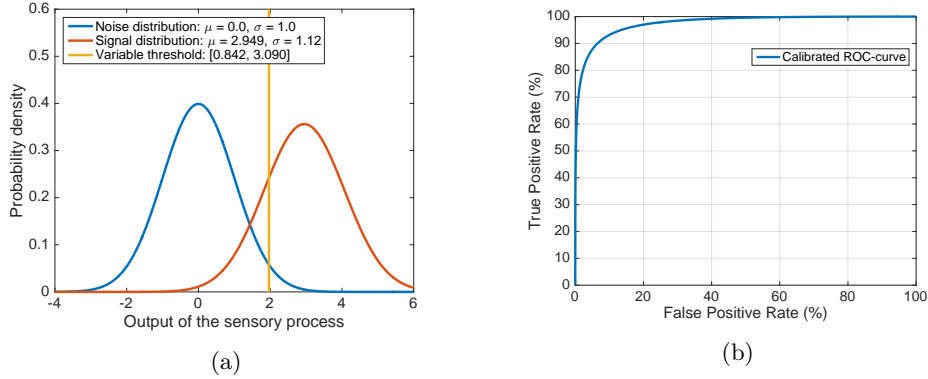 0.6
0.5
0.4
0.3
0.2
0.1
0
Probability density
Noise distribution: μ = 0.0, σ = 1.0
Signal distribution: μ = 2.949, σ = 1.12
Variable threshold: [0.842, 3.090]
-4 -2 0 2 4 6
Output of the sensory process
(a)
100
90
80
70
60
50
40
30
20
10
0
True Positive Rate (%)
Calibrated ROC-curve
0 20 40 60 80 100
False Positive Rate (%)
(b)